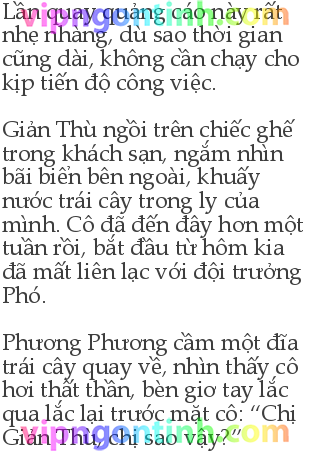 Lần quay quảng cáo này rất
nhẹ nhàng, dù sao thời gian
cũng dài, không cần chạy cho
kịp tiến độ công việc.
Giản Thù ngồi trên chiếc ghế
trong khách sạn, ngắm nhìn
bãi biển bên ngoài, khuấy
nước trái cây trong ly của
mình. Cô đã đến đây hơn một
tuần rồi, bắt đầu từ hôm kia
đã mất liên lạc với đội trưởng
Phó.
Phương Phương cầm một đĩa
trái cây quay về, nhìn thấy cô
hơi thất thần, bèn giơ tay lắc
qua lắc lại trước mặt cô: “Chị
Giản Thù, chị sao vậy?”
vipngontinh.com
vipngontinh.com